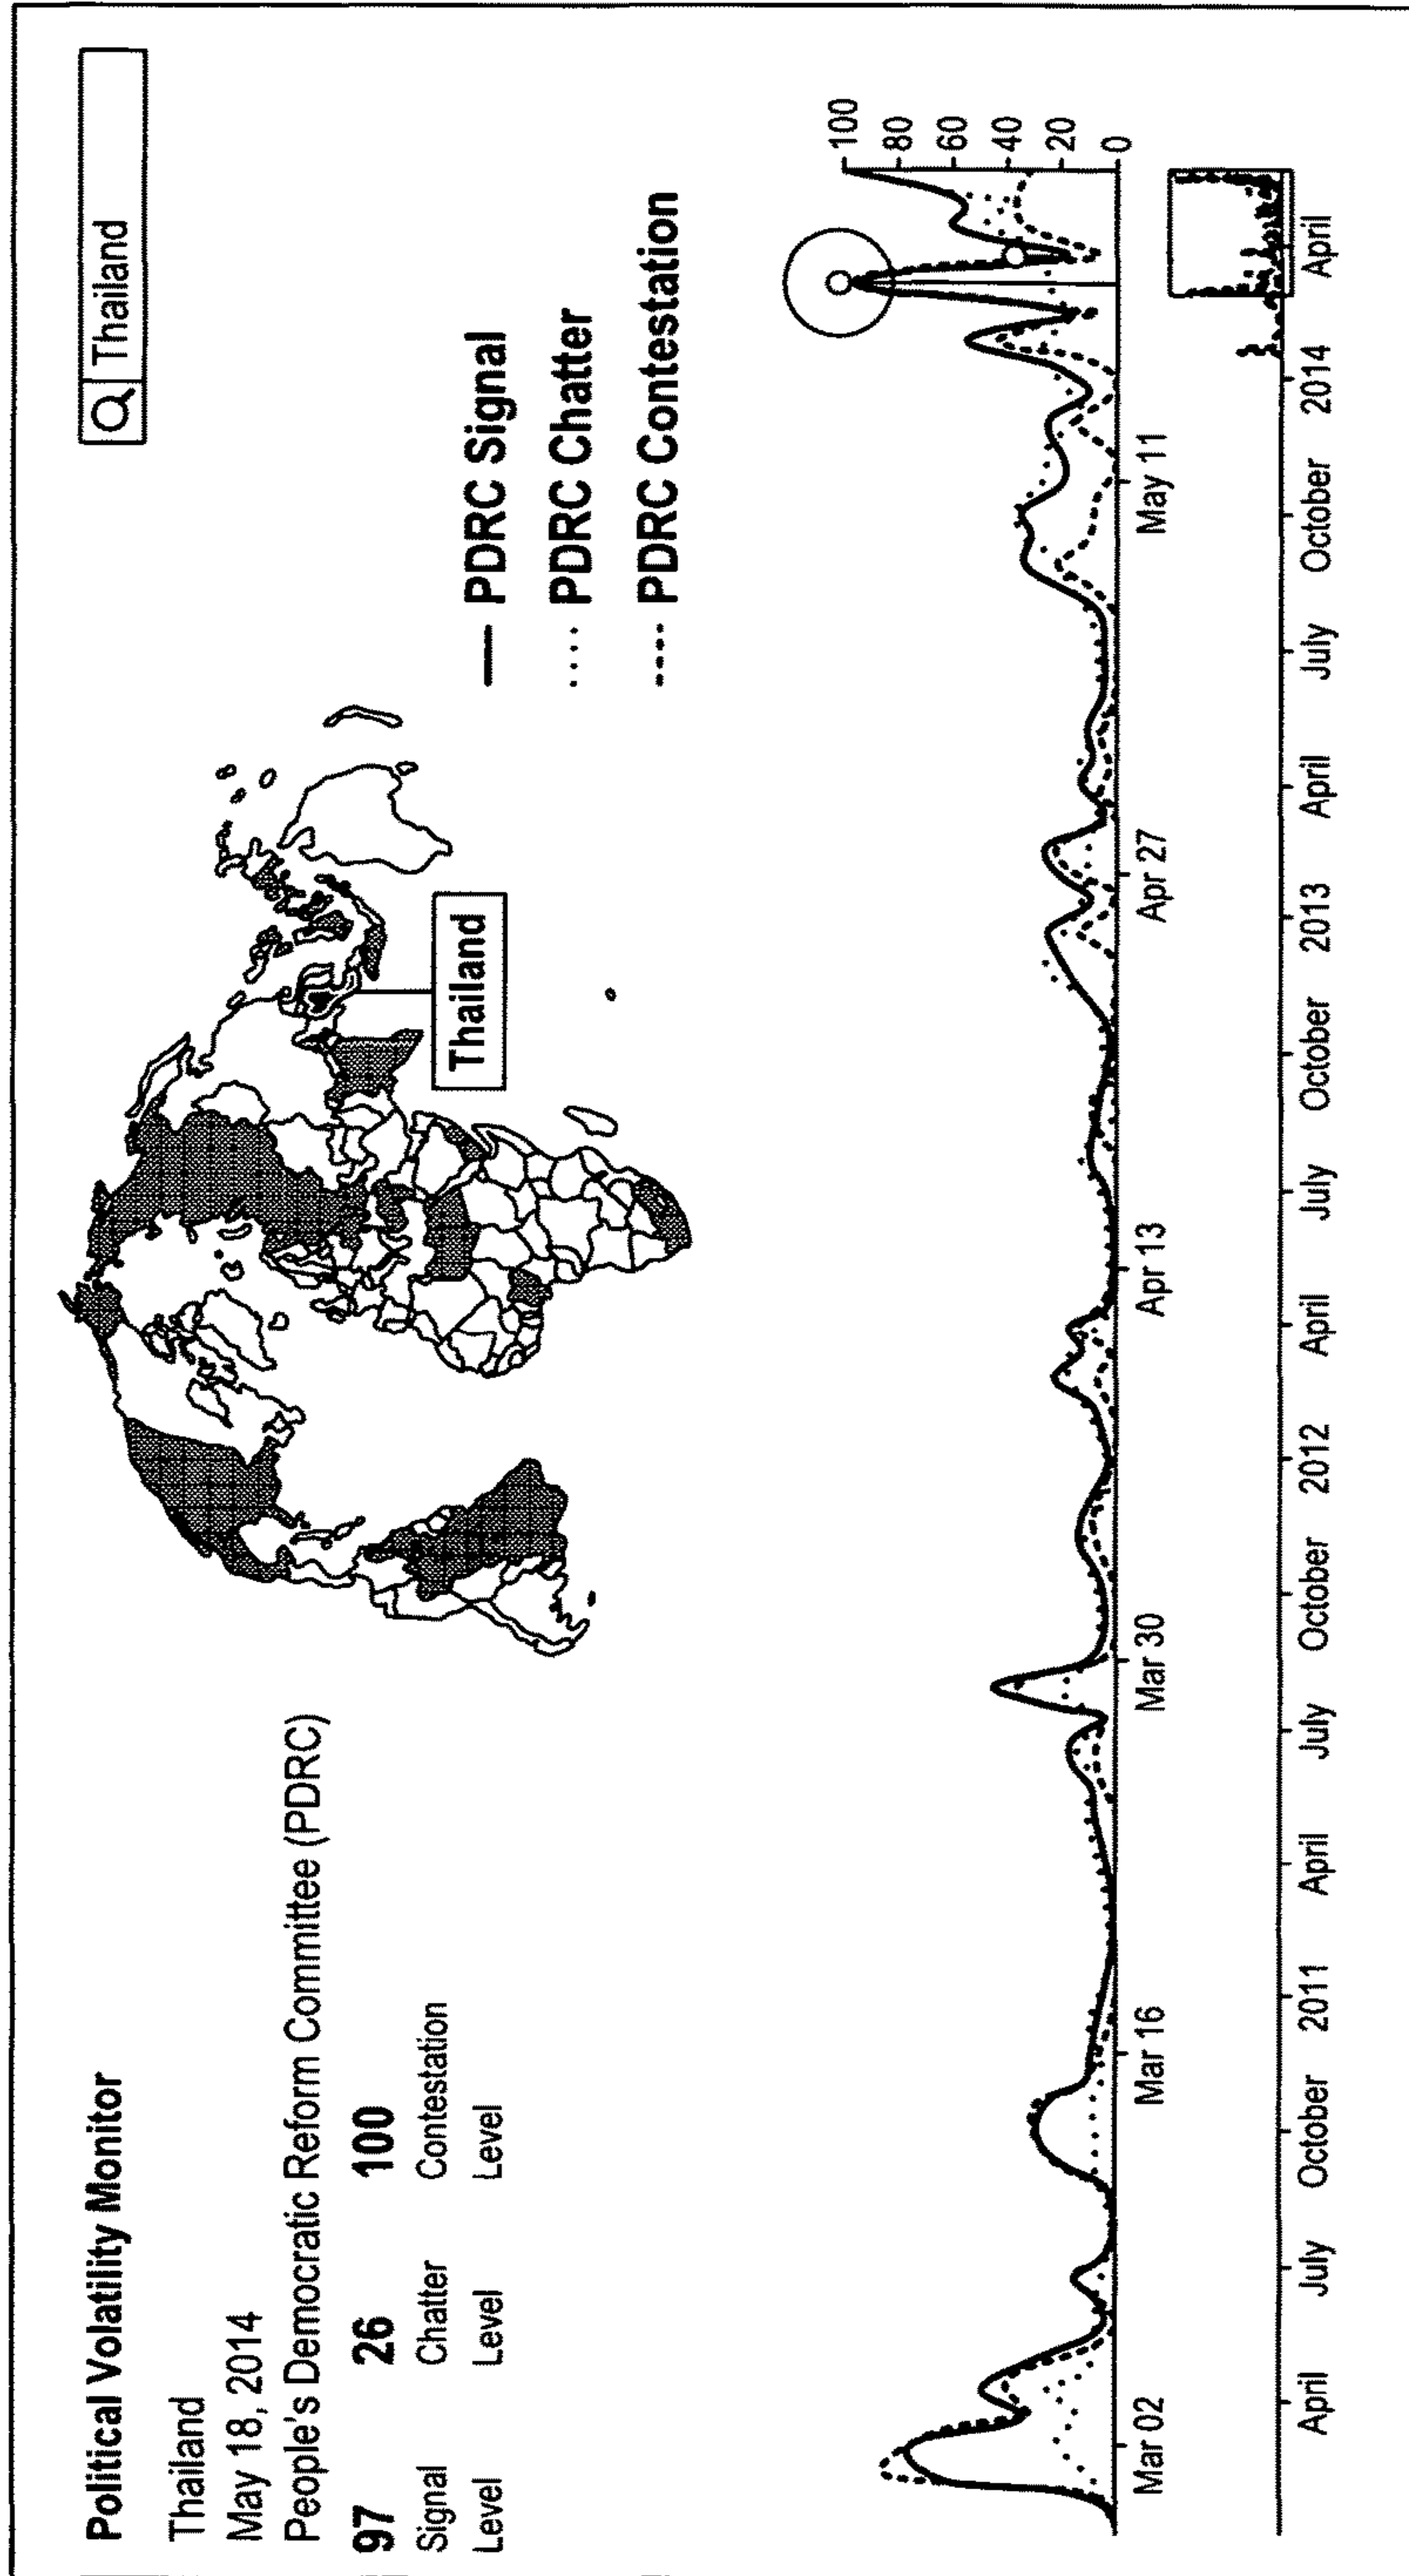 Political Volatility Monitor
Thailand
Thailand
May 18, 2014
People's Democratic Reform Committee (PDRC)
97 26 100
Signal Chatter Contestation
Level Level Level
Thailand
PDRC Signal
PDRC Chatter
PDRC Contestation
100
80
60
40
20
0
Mar 02 Mar 16 Mar 30 Apr 13 Apr 27 May 11
April July October 2011 April July October 2012 April July October 2013 April July October 2014 April